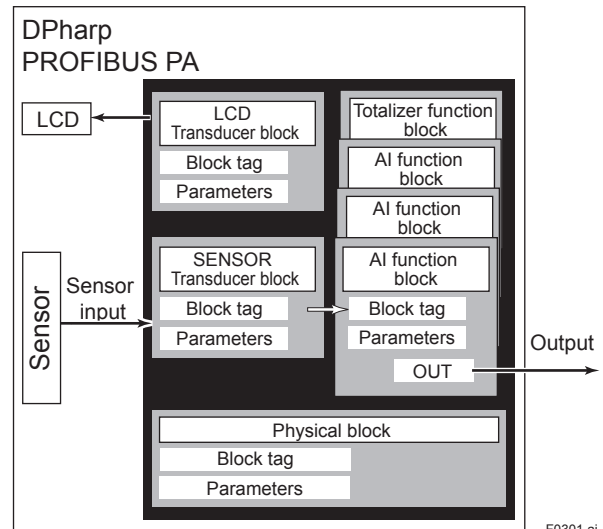 DPharp
PROFIBUS PA
LCD
LCD
Transducer block
Block tag
Parameters
Totalizer function
block
AI function
block
AI function
block
Sensor
Sensor
input
SENSOR
Transducer block
Block tag
Parameters
AI function
block
Block tag
Parameters
OUT
Output
Physical block
Block tag
Parameters
F0301.ai